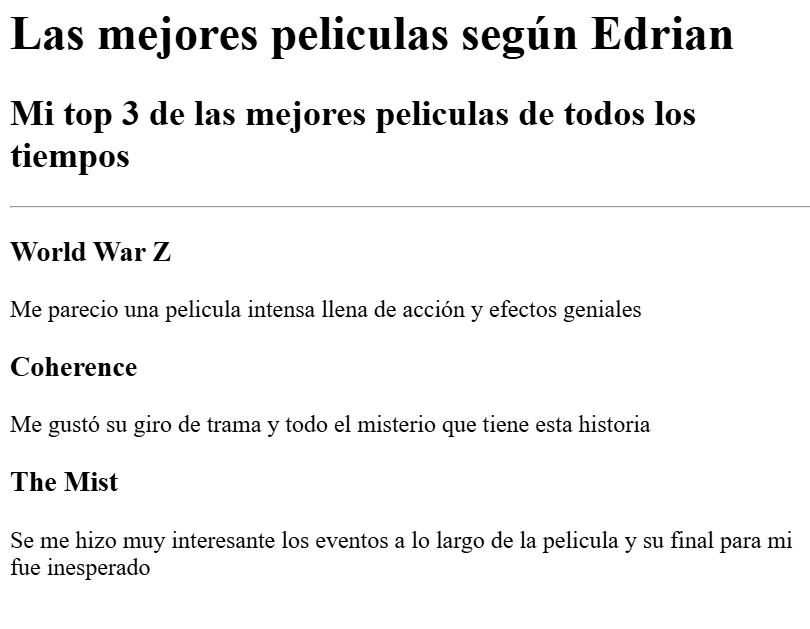 Las mejores peliculas según Edrian
Mi top 3 de las mejores peliculas de todos los
tiempos
World War Z
Me parecio una pelicula intensa llena de acción y efectos geniales
Coherence
Me gustó su giro de trama y todo el misterio que tiene esta historia
The Mist
Se me hizo muy interesante los eventos a lo largo de la pelicula y su final para mi
fue inesperado